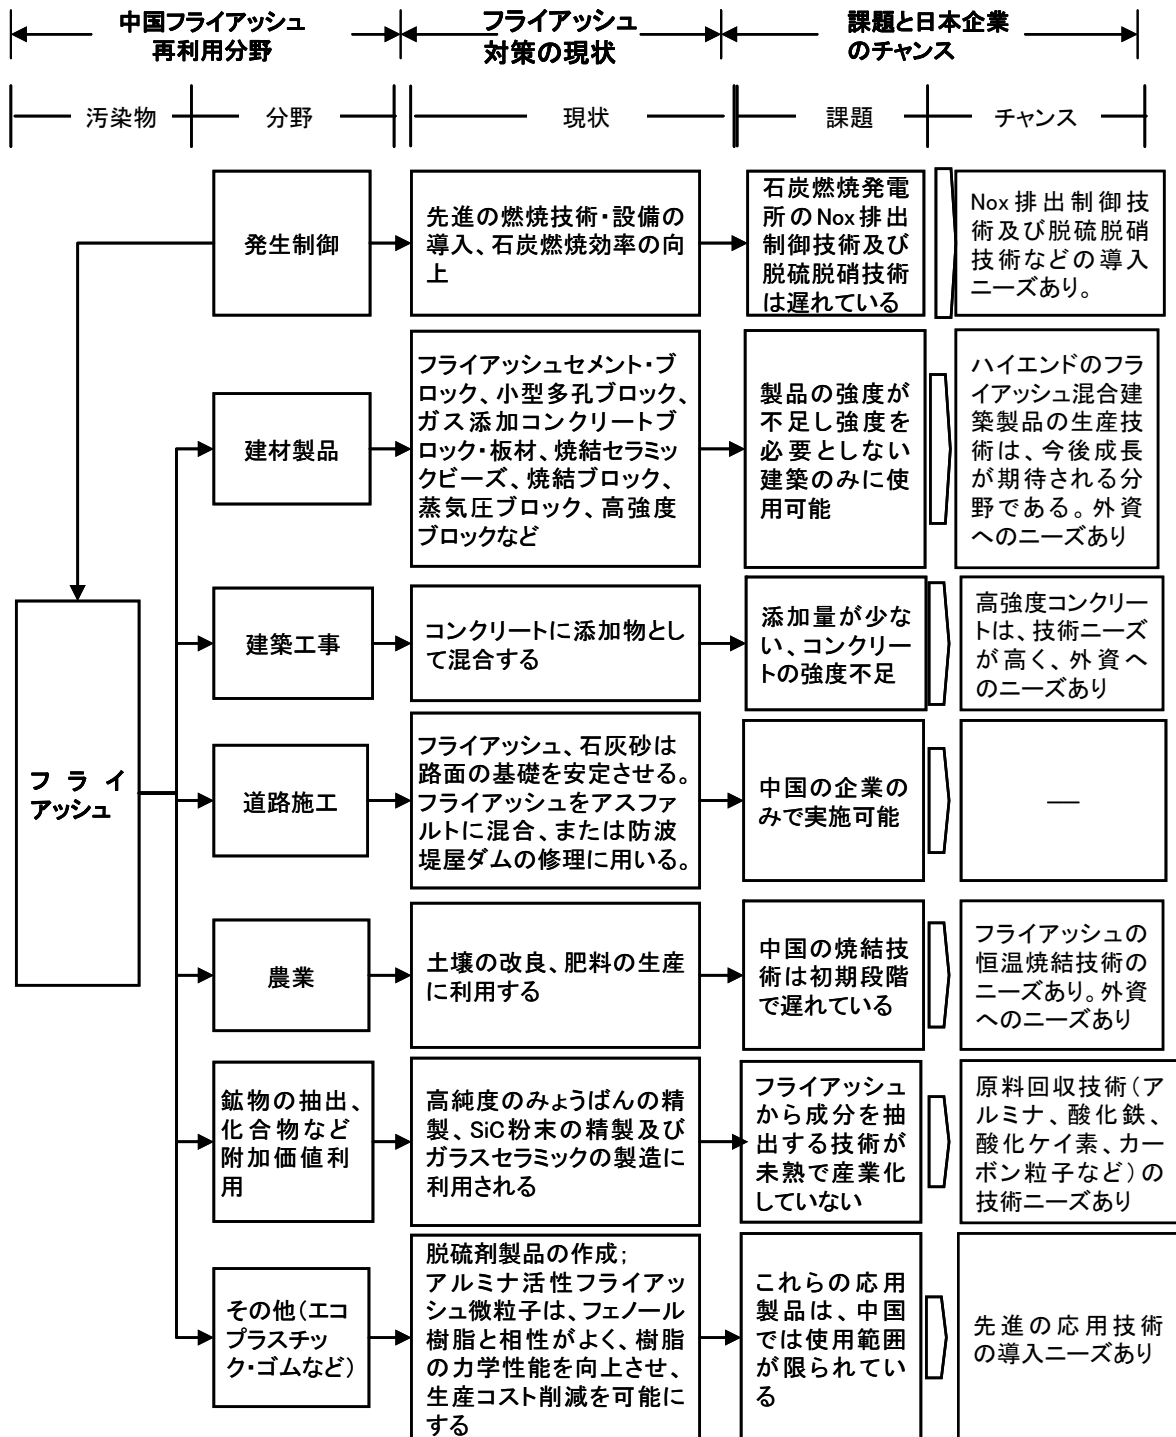 中国フライアッシュ
再利用分野
フライアッシュ
対策の現状
課題と日本企業
のチャンス
汚染物
分野
現状
課題
チャンス
発生制御
先進の燃焼技術・設備の
導入、石炭燃焼効率の向
上
石炭燃焼発電
所のNox排出
制御技術及び
脱硫脱硝技術
は遅れている
Nox排出制御技
術及び脱硫脱硝
技術などの導入
ニーズあり。
建材製品
フライアッシュセメント・ブ
ロック、小型多孔ブロック、
ガス添加コンクリートブ
ロック・板材、焼結セラミッ
クビーズ、焼結ブロック、
蒸気圧ブロック、高強度
ブロックなど
製品の強度が
不足し強度を
必要としない
建築のみに使
用可能
ハイエンドのフラ
イアッシュ混合建
築製品の生産技
術は、今後成長
が期待される分
野である。外資
へのニーズあり
フライ
アッシュ
建築工事
コンクリートに添加物とし
て混合する
添加量が少な
い、コンクリー
トの強度不足
高強度コンクリー
トは、技術ニーズ
が高く、外資へ
のニーズあり
道路施工
フライアッシュ、石灰砂は
路面の基礎を安定させる。
フライアッシュをアスファ
ルトに混合、または防波
堤屋ダムの修理に用いる。
中国の企業の
みで実施可能
―
農業
土壌の改良、肥料の生産
に利用する
中国の焼結技
術は初期段階
で遅れている
フライアッシュの
恒温焼結技術の
ニーズあり。外資
へのニーズあり
鉱物の抽出、
化合物など
附加価値利
用
高純度のみょうばんの精
製、SiC粉末の精製及び
ガラスセラミックの製造に
利用される
フライアッシュ
から成分を抽
出する技術が
未熟で産業化
していない
原料回収技術(ア
ルミナ、酸化鉄、
酸化ケイ素、カー
ボン粒子など)の
技術ニーズあり
その他(エコ
プラスチッ
ク・ゴムなど)
脱硫剤製品の作成;
アルミナ活性フライアッ
シュ微粒子は、フェノール
樹脂と相性がよく、樹脂
の力学性能を向上させ、
生産コスト削減を可能に
する
これらの応用
製品は、中国
では使用範囲
が限られてい
る
先進の応用技術
の導入ニーズあり